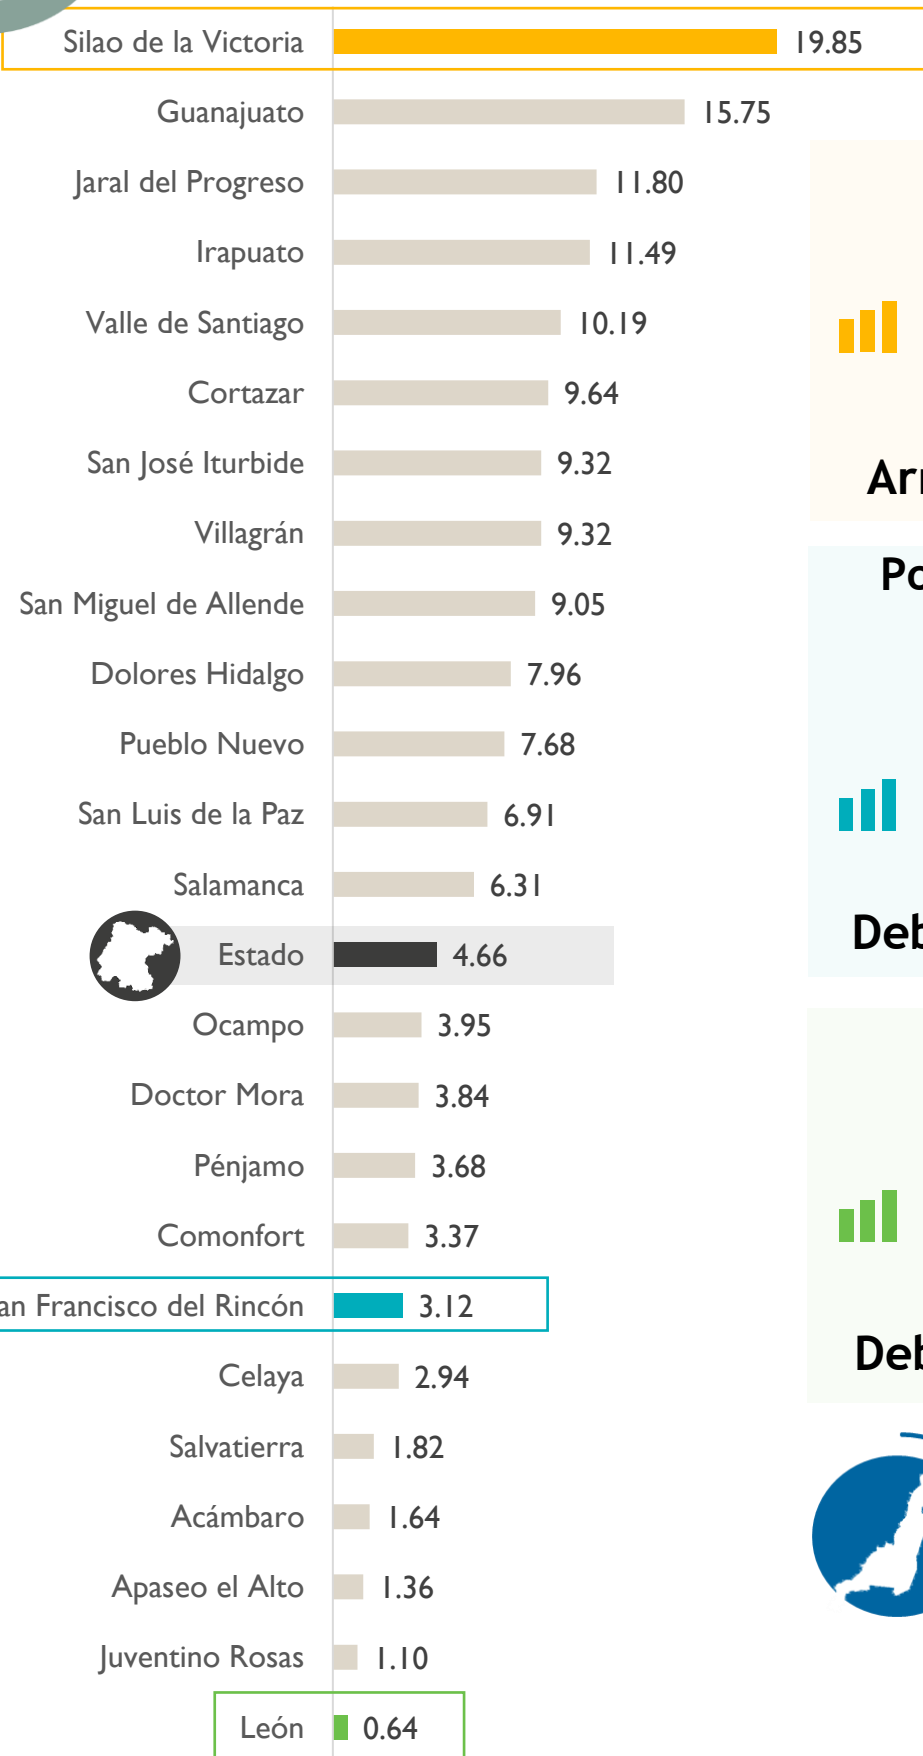 Silao de la Victoria 19.85
Guanajuato 15.75
Jaral del Progreso 11.80
Irapuato 11.49
Valle de Santiago 10.19
Cortazar 9.64
San José Iturbide 9.32
Villagrán 9.32
San Miguel de Allende 9.05
Dolores Hidalgo 7.96
Pueblo Nuevo 7.68
San Luis de la Paz 6.91
Salamanca 6.31
Estado 4.66
Ocampo 3.95
Doctor Mora 3.84
Pénjamo 3.68
Comonfort 3.37
an Francisco del Rincón 3.12
Celaya 2.94
Salvatierra 1.82
Acámbaro 1.64
Apaseo el Alto 1.36
Juventino Rosas 1.10
León 0.64